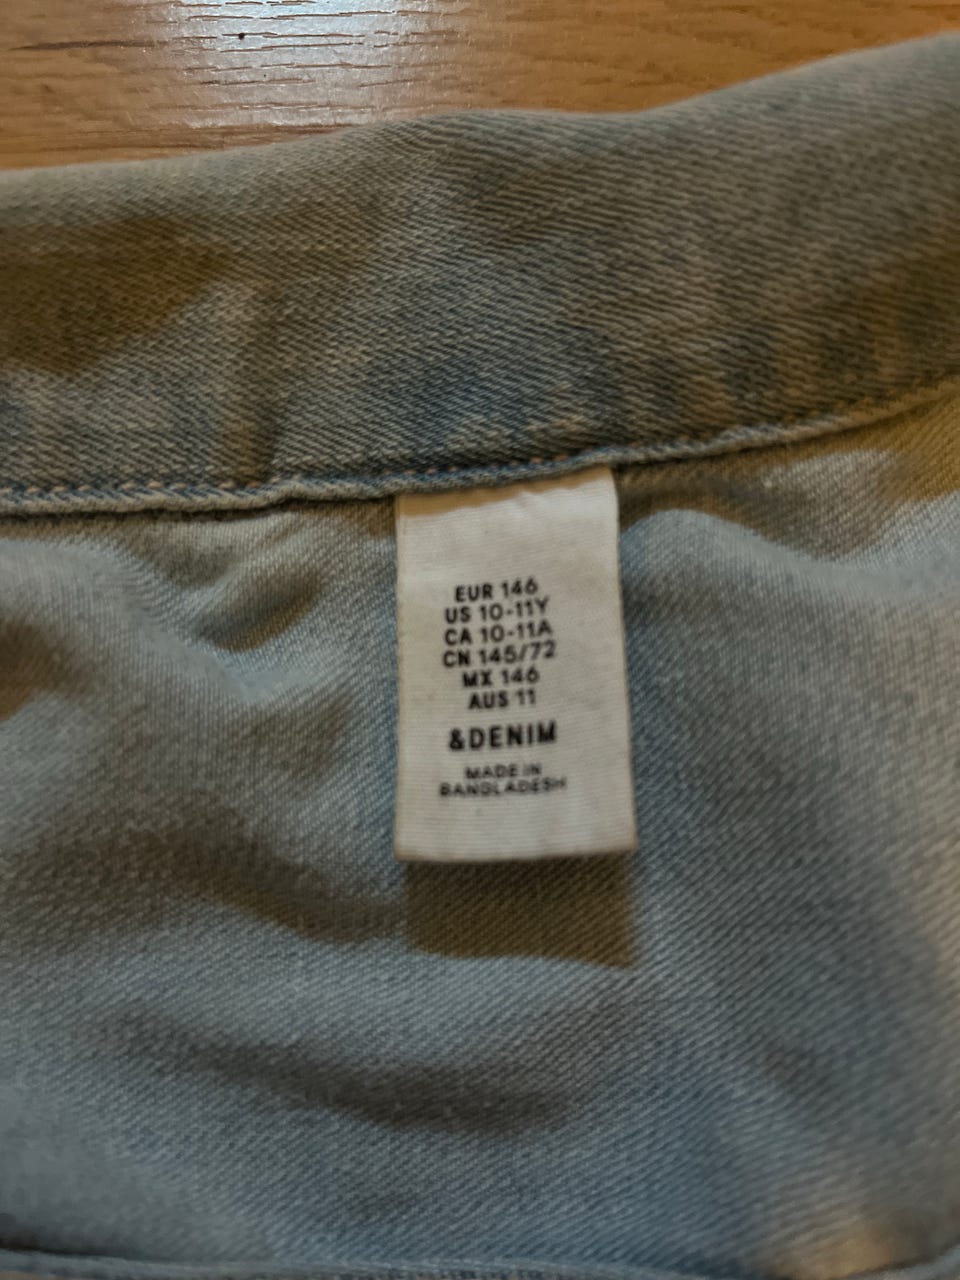 EUR 146
US 10-11Y
CA 10-11A
CN 145/72
MX 146
AUS 11
&DENIM
MADE IN
BANGLADESH